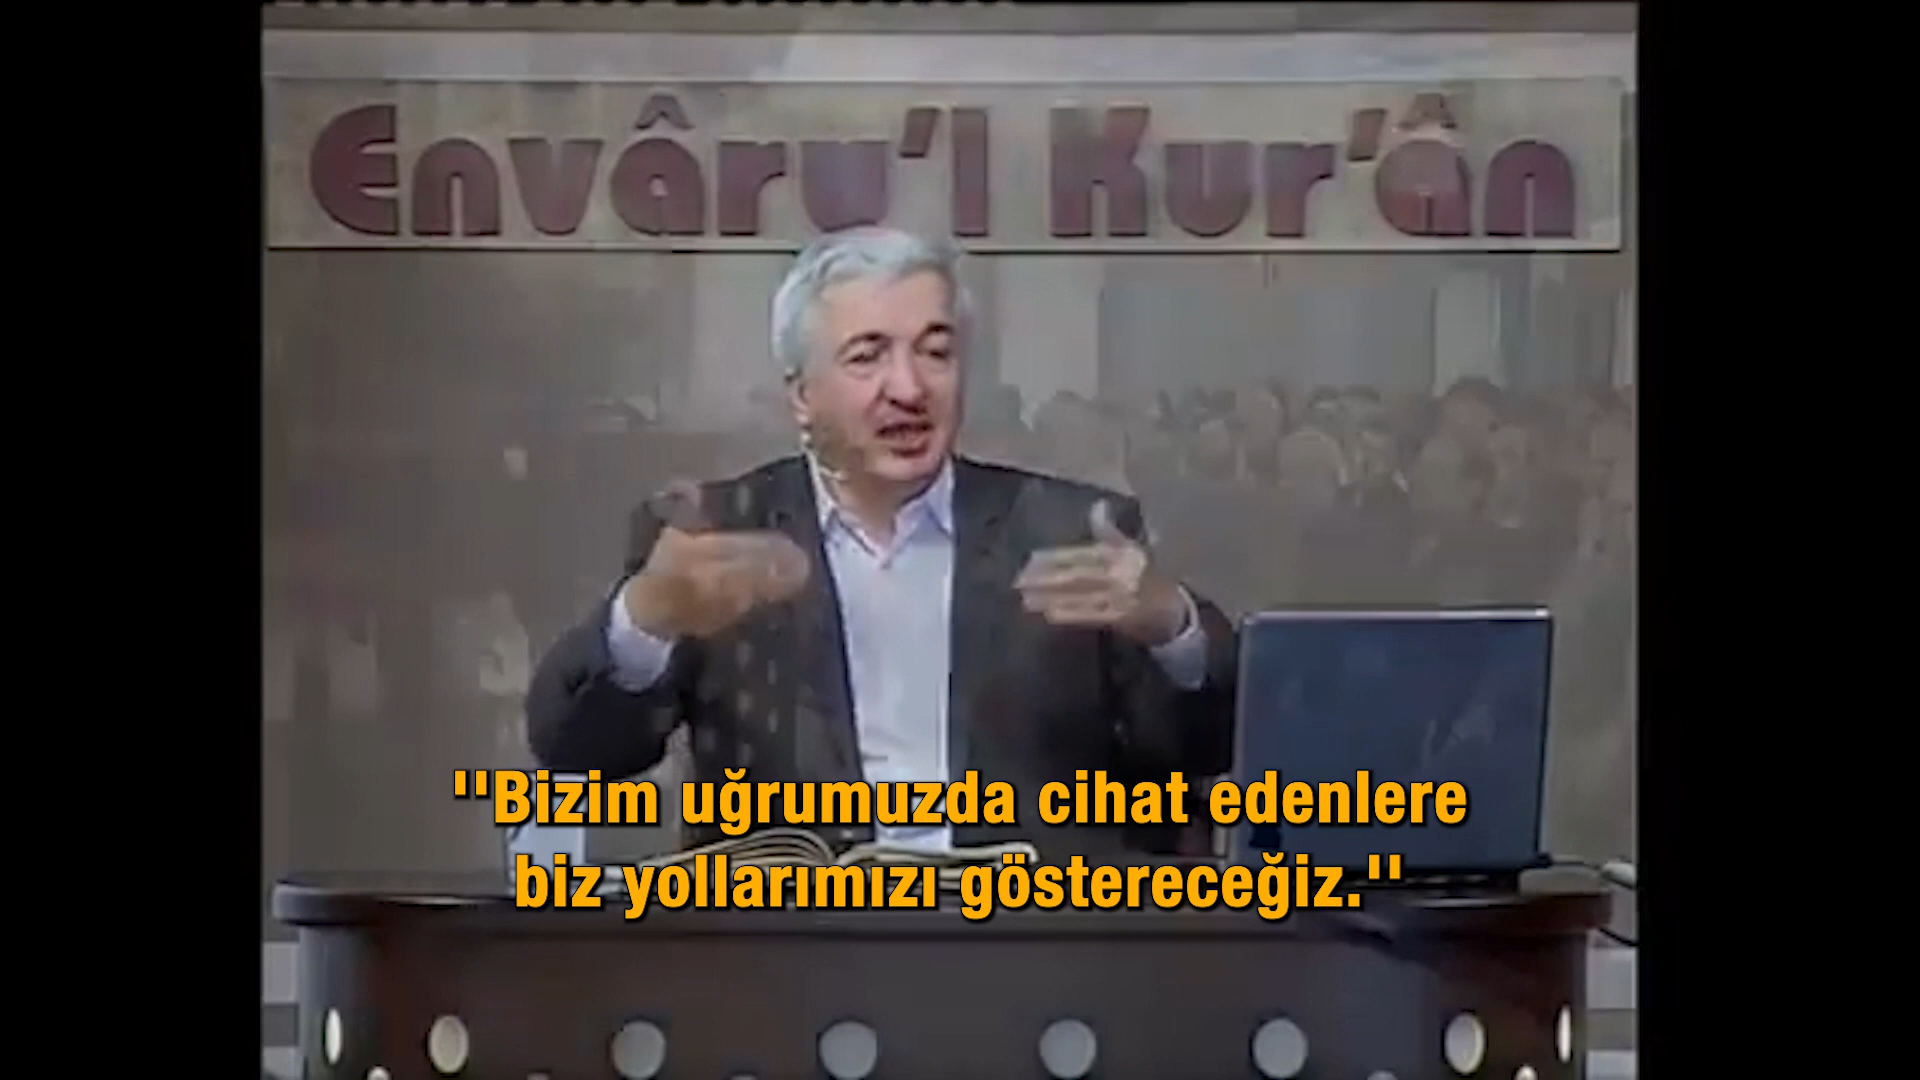 Envâru'l Kur'ân
"Bizim uğrumuzda cihat edenlere
biz yollarımızı göstereceğiz."